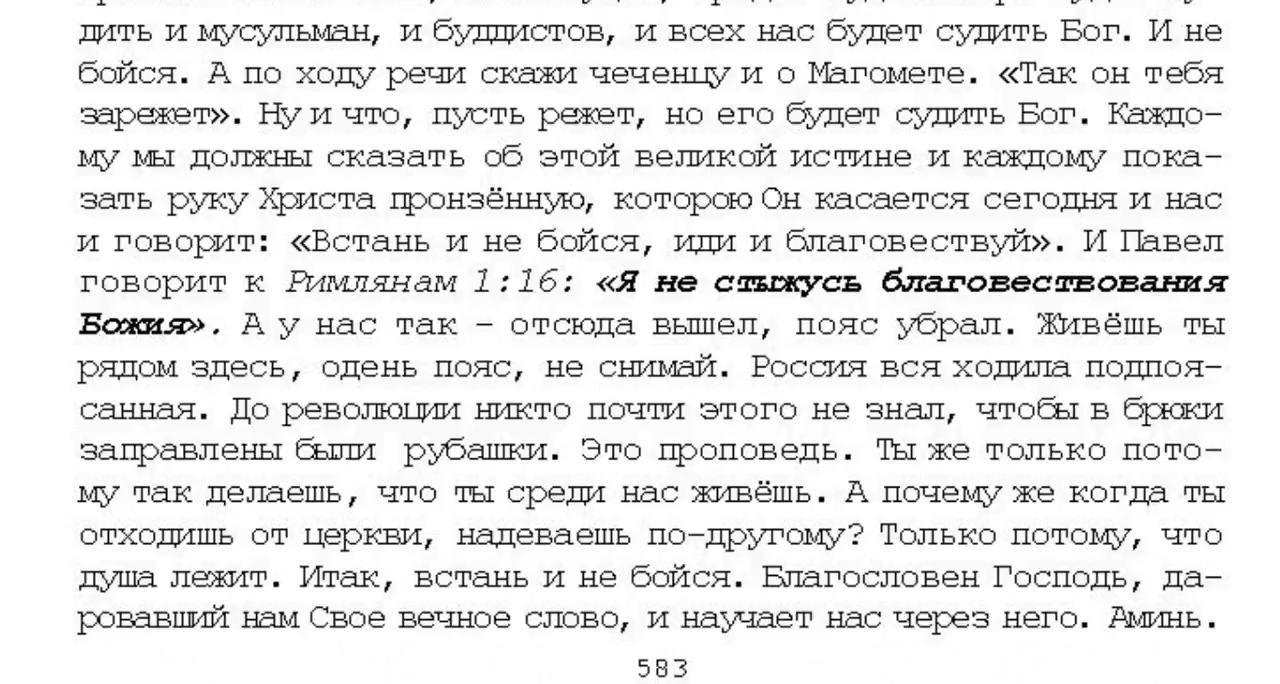 дить и мусульман, и буддистов, и всех нас будет судить Бог. И не
бойся. А по ходу речи скажи чеченцу и о Магомете. «Так он тебя
зарежет». Ну и что, пусть режет, но его будет судить Бог. Каждо-
му мы должны сказать об этой великой истине и каждому пока-
зать руку Христа пронзённую, которою Он касается сегодня и нас
и говорит: «Встань и не бойся, иди и благовествуй». И Павел
говорит к Римлянам 1:16: «Я не стыжусь благовествования
Божия». А у нас так - отсюда вышел, пояс убрал. Живёшь ты
рядом здесь, одень пояс, не снимай. Россия вся ходила подпоя-
санная. До революции никто почти этого не знал, чтобы в брюки
заправлены были рубашки. Это проповедь. Ты же только пото-
му так делаешь, что ты среди нас живёшь. А почему же когда ты
отходишь от церкви, надеваешь по-другому? Только потому, что
душа лежит. Итак, встань и не бойся. Благословен Господь, да-
ровавший нам Свое вечное слово, и научает нас через него. Аминь.
583